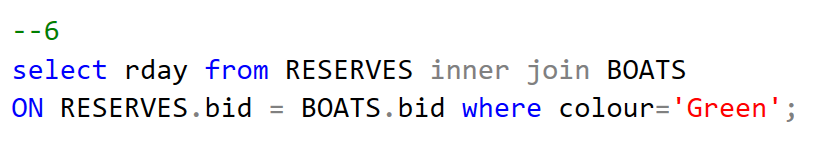 --6
select rday from RESERVES inner join BOATS
ON RESERVES.bid = BOATS.bid where colour='Green';